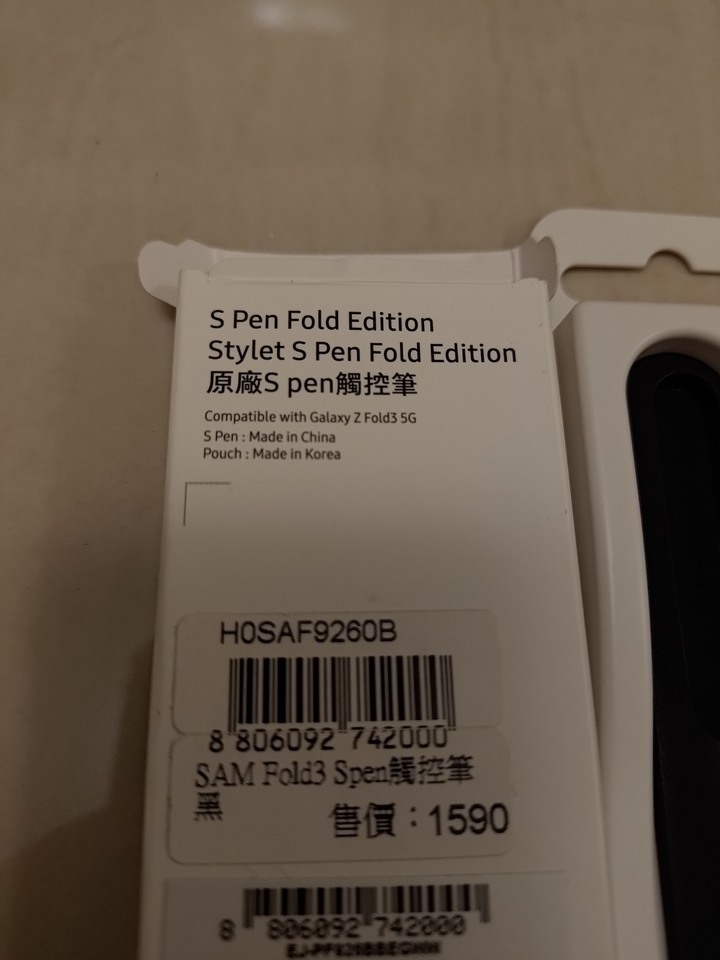 S Pen Fold Edition
Stylet S Pen Fold Edition
原廠S pen觸控筆
Compatible with Galaxy Z Fold3 5G
S Pen : Made in China
Pouch : Made in Korea
H0SAF9260B
8 806092 742000
SAM Fold3 Spen觸控筆
黑
售價：1590
8 806092 742000